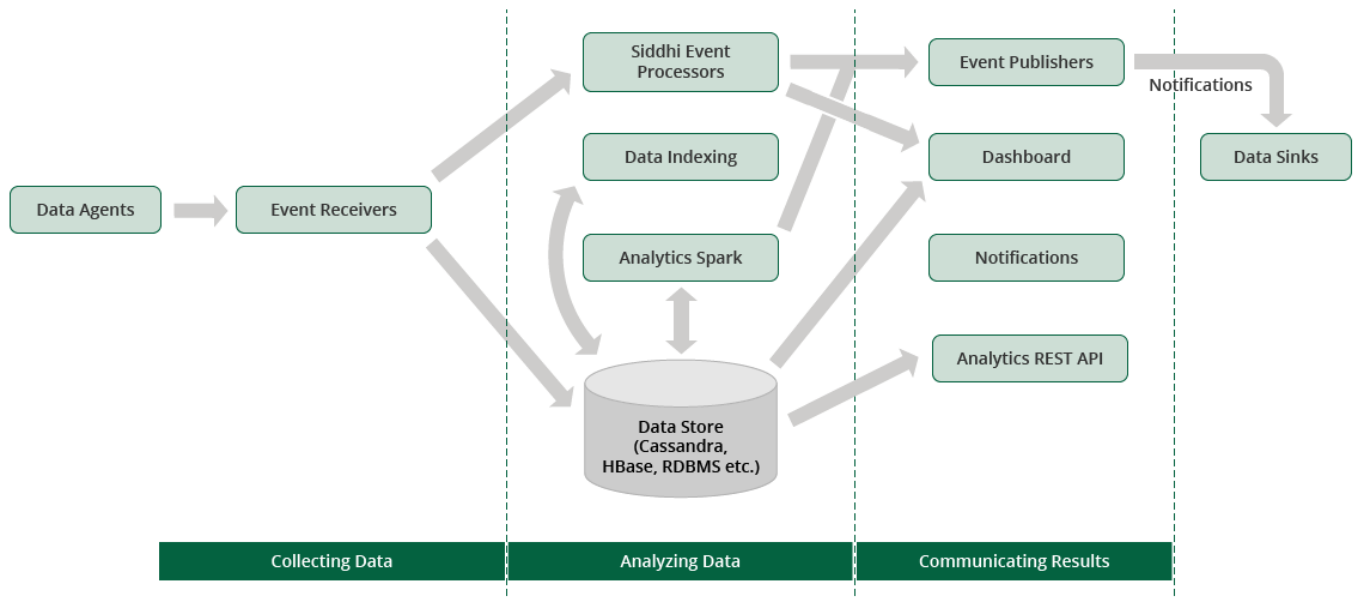 Siddhi Event
Processors
Event Publishers
Notifications
Data Indexing
Dashboard
Data Sinks
Data Agents
Event Receivers
Analytics Spark
Notifications
Analytics REST API
Data Store
(Cassandra,
HBase, RDBMS etc.)
Collecting Data
Analyzing Data
Communicating Results